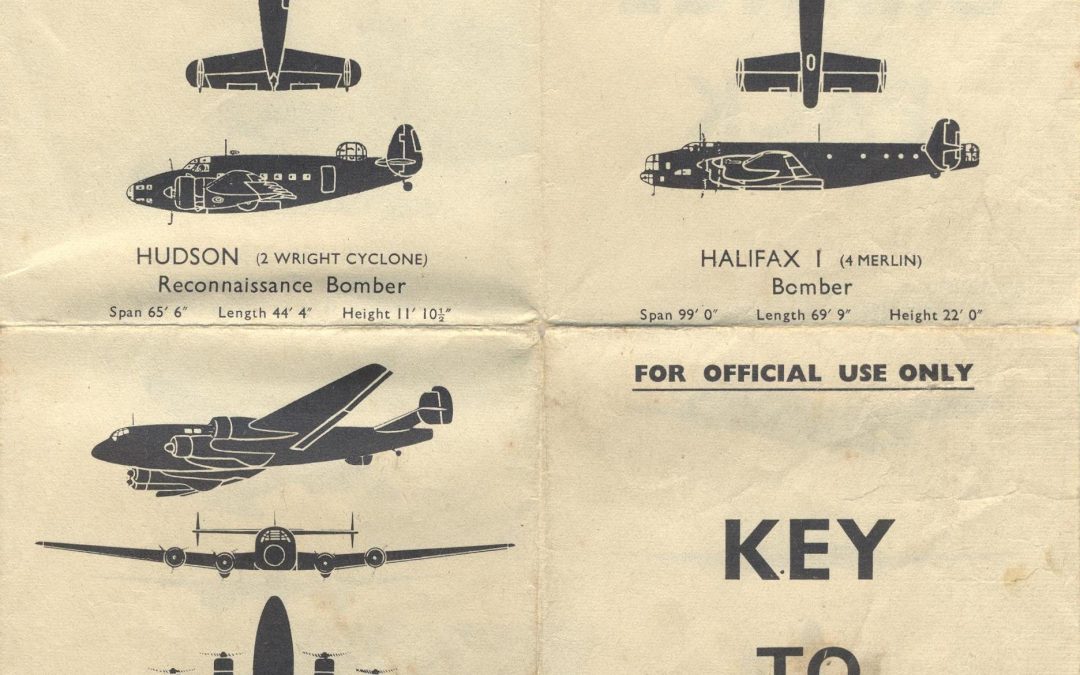 HUDSON (2 WRIGHT CYCLONE)
Reconnaissance Bomber
Span 65′ 6″ Length 44′ 4″ Height 11′ 10½″
HALIFAX I (4 MERLIN)
Bomber
Span 99′ 0″ Length 69′ 9″ Height 22′ 0″
FOR OFFICIAL USE ONLY
KEY
TO